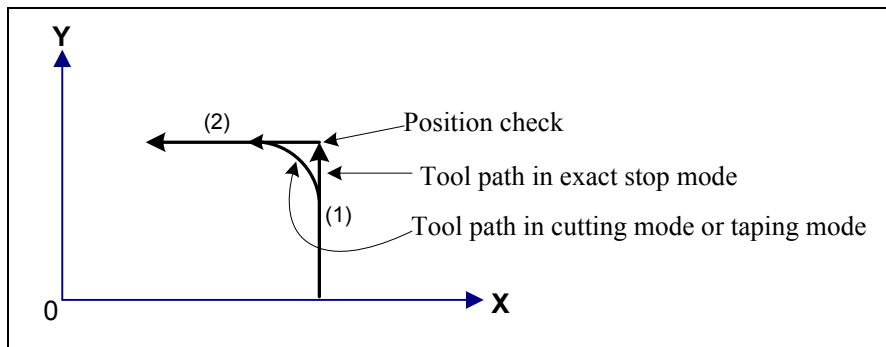 Y
(2)
Position check
Tool path in exact stop mode
(1)
Tool path in cutting mode or taping mode
0
X